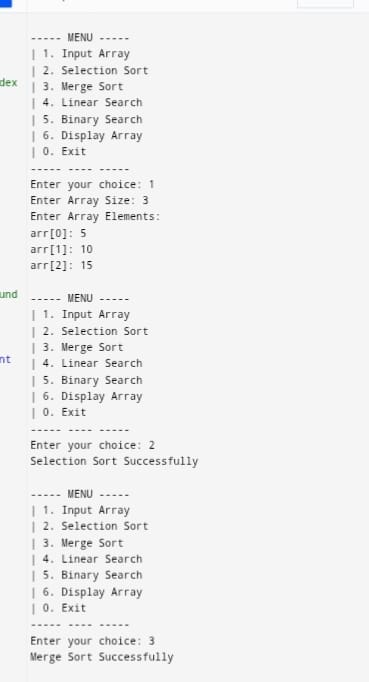 ----- MENU -----
| 1. Input Array
| 2. Selection Sort
dex
| 3. Merge Sort
| 4. Linear Search
| 5. Binary Search
| 6. Display Array
| 0. Exit
----- ---- -----
Enter your choice: 1
Enter Array Size: 3
Enter Array Elements:
arr[0]: 5
arr[1]: 10
arr[2]: 15
und
----- MENU -----
| 1. Input Array
| 2. Selection Sort
| 3. Merge Sort
nt
| 4. Linear Search
| 5. Binary Search
| 6. Display Array
| 0. Exit
----- ---- -----
Enter your choice: 2
Selection Sort Successfully
----- MENU -----
| 1. Input Array
| 2. Selection Sort
| 3. Merge Sort
| 4. Linear Search
| 5. Binary Search
| 6. Display Array
| 0. Exit
----- ---- -----
Enter your choice: 3
Merge Sort Successfully